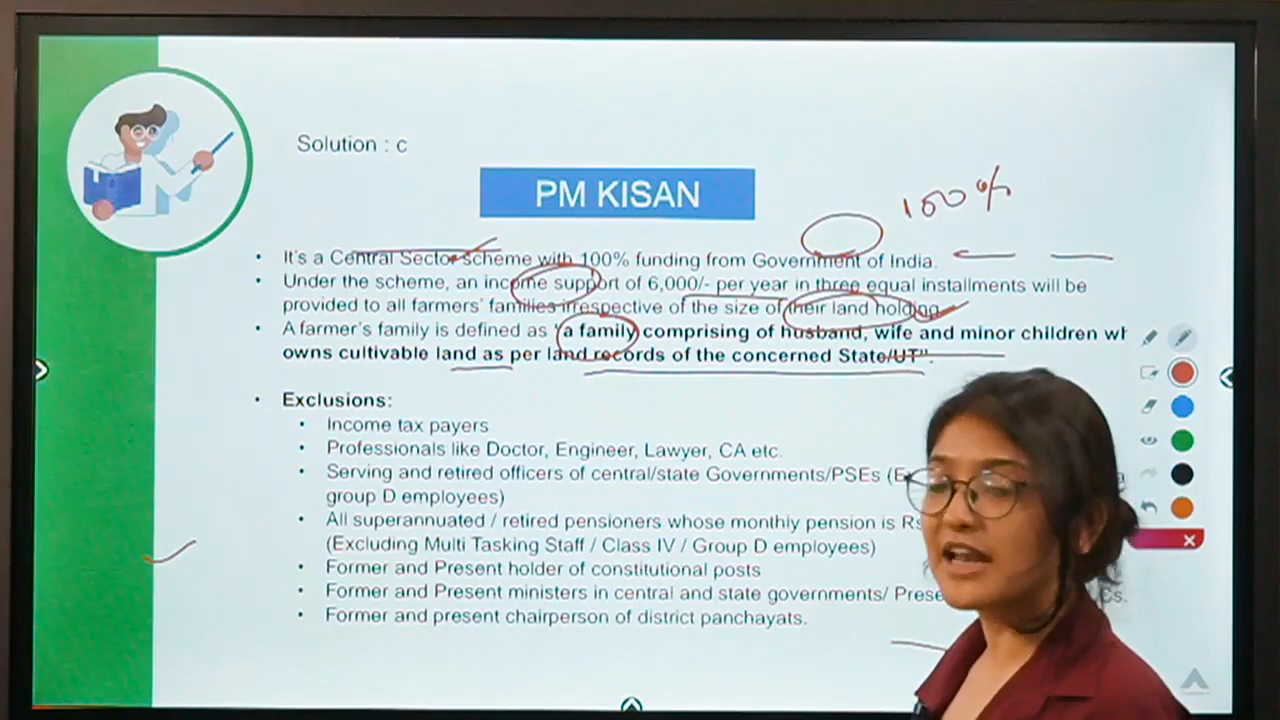 Solution : c
PM KISAN
100%
It's a Central Sector scheme with 100% funding from Government of India.
Under the scheme, an income support of 6,000/- per year in three equal installments will be
provided to all farmers' families irrespective of the size of their land holding.
A farmer's family is defined as "a family comprising of husband, wife and minor children wh
owns cultivable land as per land records of the concerned State/UT".
Exclusions:
Income tax payers
Professionals like Doctor, Engineer, Lawyer, CA etc.
Serving and retired officers of central/state Governments/PSEs
group D employees)
All superannuated / retired pensioners whose monthly pension is Rs
(Excluding Multi Tasking Staff / Class IV / Group D employees)
Former and Present holder of constitutional posts
Former and Present ministers in central and state governments/ Prese Cs.
Former and present chairperson of district panchayats.